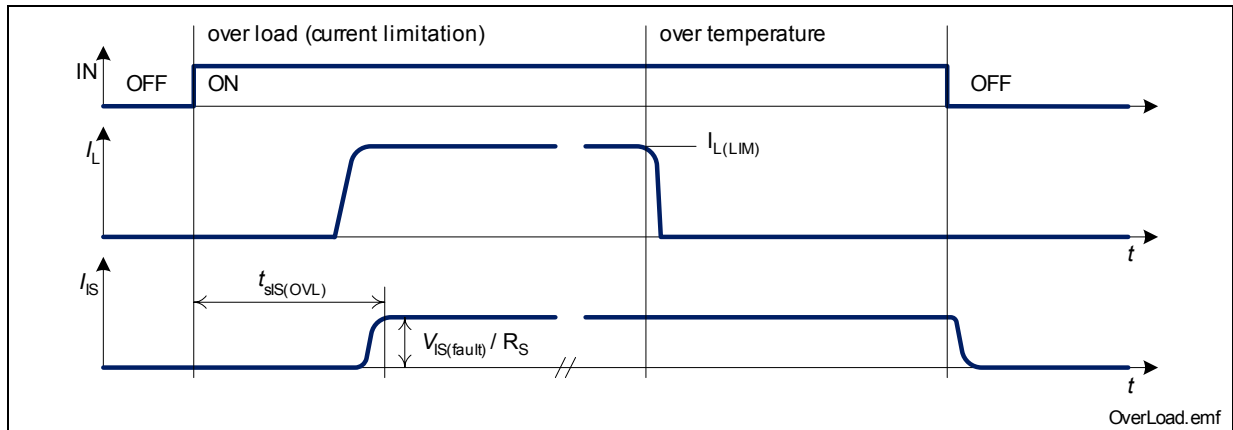 over load (current limitation)
over temperature
IN
OFF
ON
OFF
I_L
I_L(LIM)
t
I_IS
t_sIS(OVL)
V_IS(fault) / R_S
t
OverLoad.emf